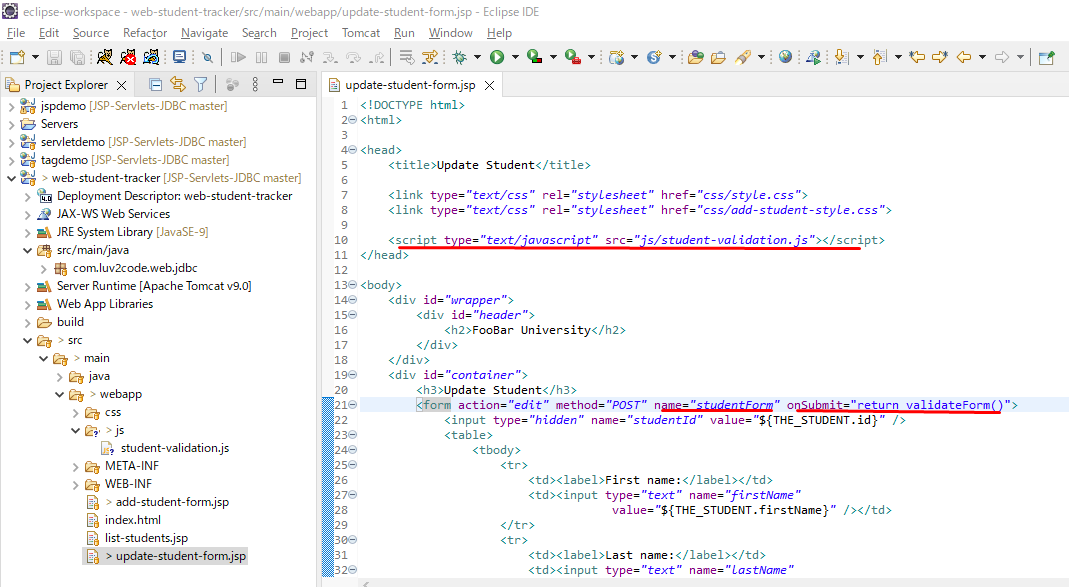 eclipse-workspace - web-student-tracker/src/main/webapp/update-student-form.jsp - Eclipse IDE
File Edit Source Refactor Navigate Search Project Tomcat Run Window Help
Project Explorer
jspdemo [JSP-Servlets-JDBC master]
Servers
servletdemo [JSP-Servlets-JDBC master]
tagdemo [JSP-Servlets-JDBC master]
> web-student-tracker [JSP-Servlets-JDBC master]
Deployment Descriptor: web-student-tracker
JAX-WS Web Services
JRE System Library [JavaSE-9]
src/main/java
com.luv2code.web.jdbc
Server Runtime [Apache Tomcat v9.0]
Web App Libraries
build
> src
> main
java
> webapp
css
> js
student-validation.js
META-INF
WEB-INF
> add-student-form.jsp
index.html
list-students.jsp
> update-student-form.jsp
update-student-form.jsp
1 <!DOCTYPE html>
2 <html>
3
4 <head>
5 <title>Update Student</title>
6
7 <link type="text/css" rel="stylesheet" href="css/style.css">
8 <link type="text/css" rel="stylesheet" href="css/add-student-style.css">
9
10 <script type="text/javascript" src="js/student-validation.js"></script>
11 </head>
12
13 <body>
14 <div id="wrapper">
15 <div id="header">
16 <h2>FooBar University</h2>
17 </div>
18 </div>
19 <div id="container">
20 <h3>Update Student</h3>
21 <form action="edit" method="POST" name="studentForm" onSubmit="return validateForm()">
22 <input type="hidden" name="studentId" value="${THE_STUDENT.id}" />
23 <table>
24 <tbody>
25 <tr>
26 <td><label>First name:</label></td>
27 <td><input type="text" name="firstName"
28 value="${THE_STUDENT.firstName}" /></td>
29 </tr>
30 <tr>
31 <td><label>Last name:</label></td>
32 <td><input type="text" name="lastName"